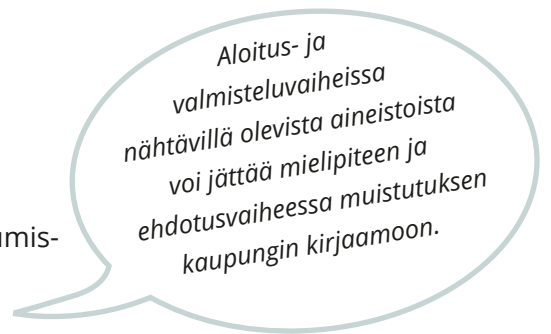 Aloitus- ja
valmisteluvaiheissa
nähtävillä olevista aineistoista
voi jättää mielipiteen ja
ehdotusvaiheessa muistutuksen
kaupungin kirjaamoon.
umis-